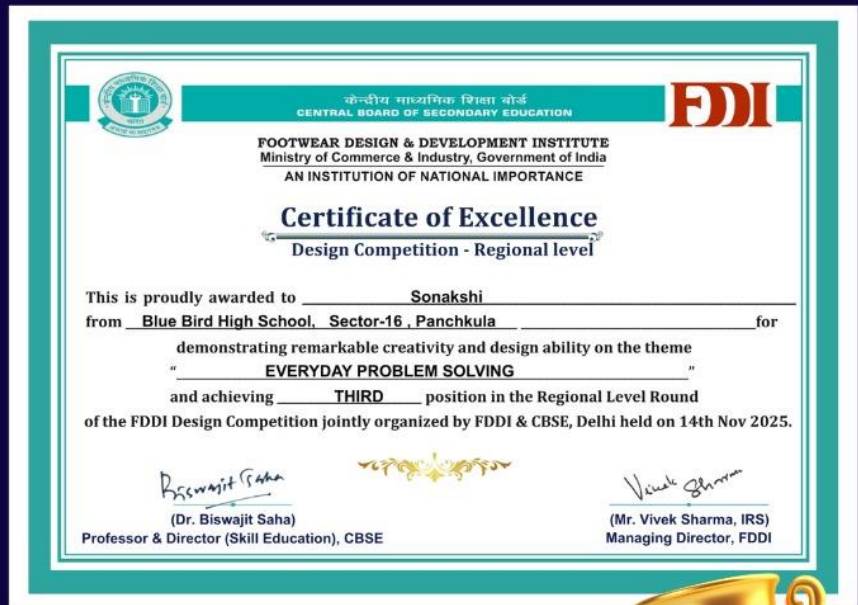 केन्द्रीय माध्यमिक शिक्षा बोर्ड
CENTRAL BOARD OF SECONDARY EDUCATION
FDDI
FOOTWEAR DESIGN & DEVELOPMENT INSTITUTE
Ministry of Commerce & Industry, Government of India
AN INSTITUTION OF NATIONAL IMPORTANCE
Certificate of Excellence
Design Competition - Regional level
This is proudly awarded to Sonakshi
from Blue Bird High School, Sector-16 , Panchkula for
demonstrating remarkable creativity and design ability on the theme
" EVERYDAY PROBLEM SOLVING "
and achieving THIRD position in the Regional Level Round
of the FDDI Design Competition jointly organized by FDDI & CBSE, Delhi held on 14th Nov 2025.
Biswajit Saha
Vivek Sharma
(Dr. Biswajit Saha)
(Mr. Vivek Sharma, IRS)
Professor & Director (Skill Education), CBSE
Managing Director, FDDI